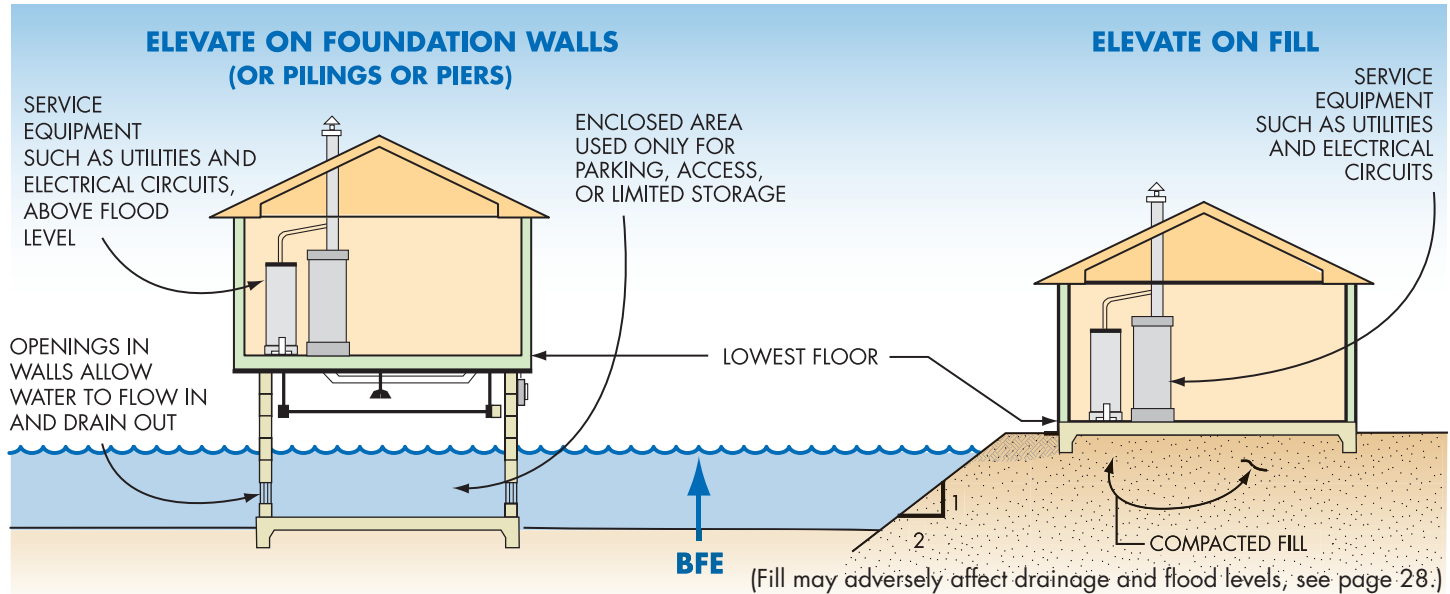 ELEVATE ON FOUNDATION WALLS
(OR PILINGS OR PIERS)
SERVICE
EQUIPMENT
SUCH AS UTILITIES AND
ELECTRICAL CIRCUITS,
ABOVE FLOOD
LEVEL
ENCLOSED AREA
USED ONLY FOR
PARKING, ACCESS,
OR LIMITED STORAGE
OPENINGS IN
WALLS ALLOW
WATER TO FLOW IN
AND DRAIN OUT
LOWEST FLOOR
BFE
ELEVATE ON FILL
SERVICE
EQUIPMENT
SUCH AS UTILITIES
AND ELECTRICAL
CIRCUITS
1
2
COMPACTED FILL
(Fill may adversely affect drainage and flood levels, see page 28.)